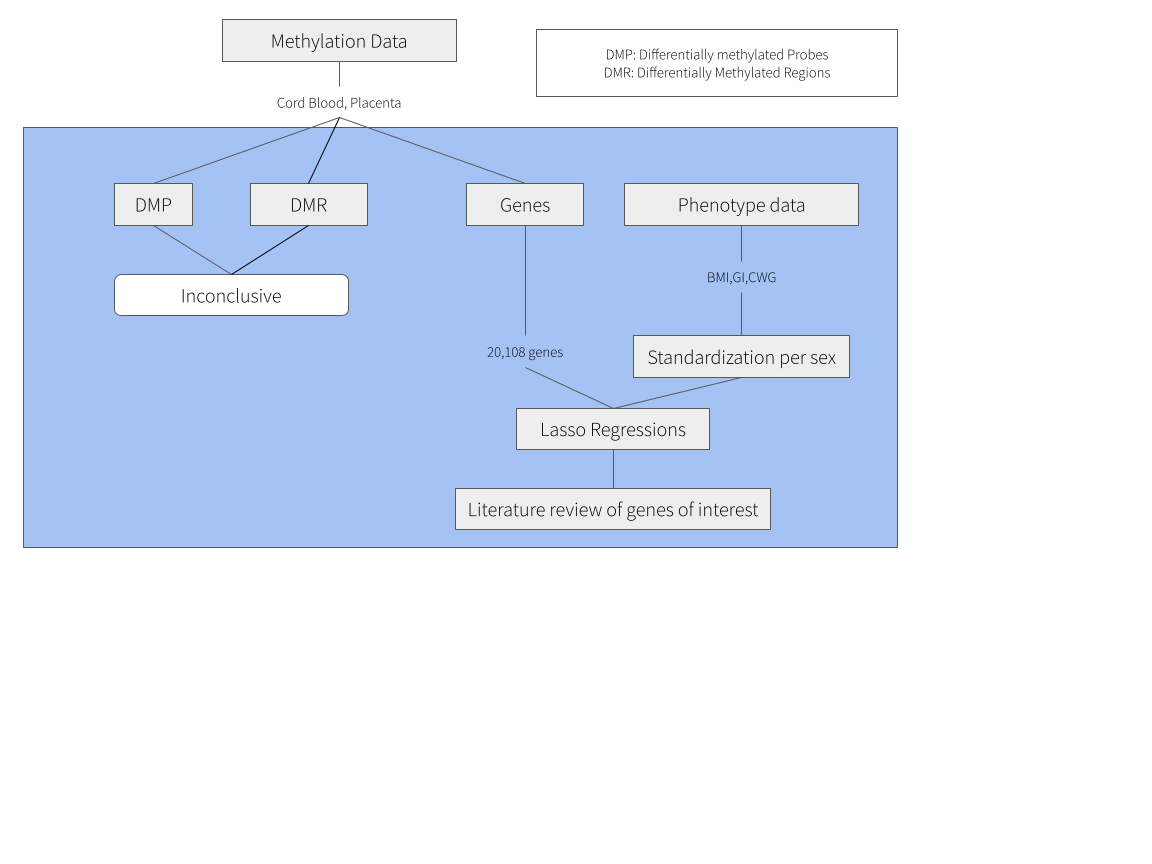 Methylation Data
DMP: Differentially methylated Probes
DMR: Differentially Methylated Regions
Cord Blood, Placenta
DMP
DMR
Genes
Phenotype data
BMI,GI,CWG
Inconclusive
20,108 genes
Standardization per sex
Lasso Regressions
Literature review of genes of interest